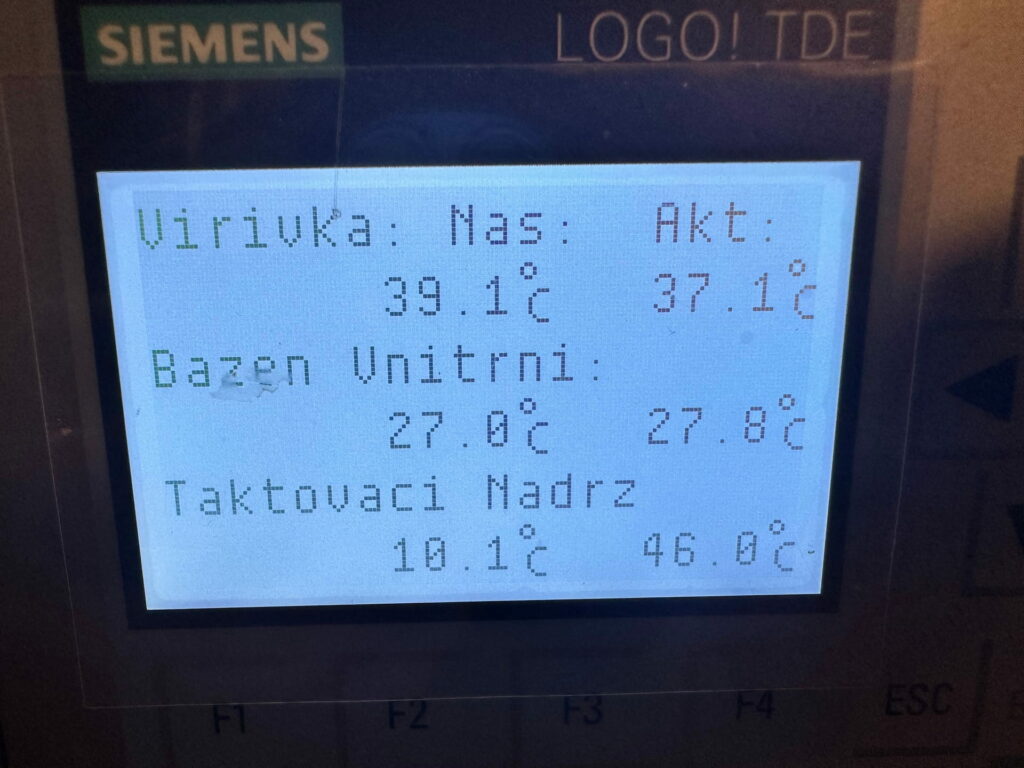 SIEMENS LOGO! TDE
Virivka: Nas: Akt:
39.1°C 37.1°C
Bazen Vnitrni:
27.0°C 27.8°C
Taktovaci Nadrz
10.1°C 46.0°C
F1 F2 F3 F4 ESC